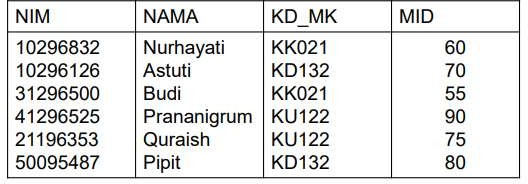 NIM NAMA KD_MK MID
10296832 Nurhayati KK021 60
10296126 Astuti KD132 70
31296500 Budi KK021 55
41296525 Prananigrum KU122 90
21196353 Quraish KU122 75
50095487 Pipit KD132 80